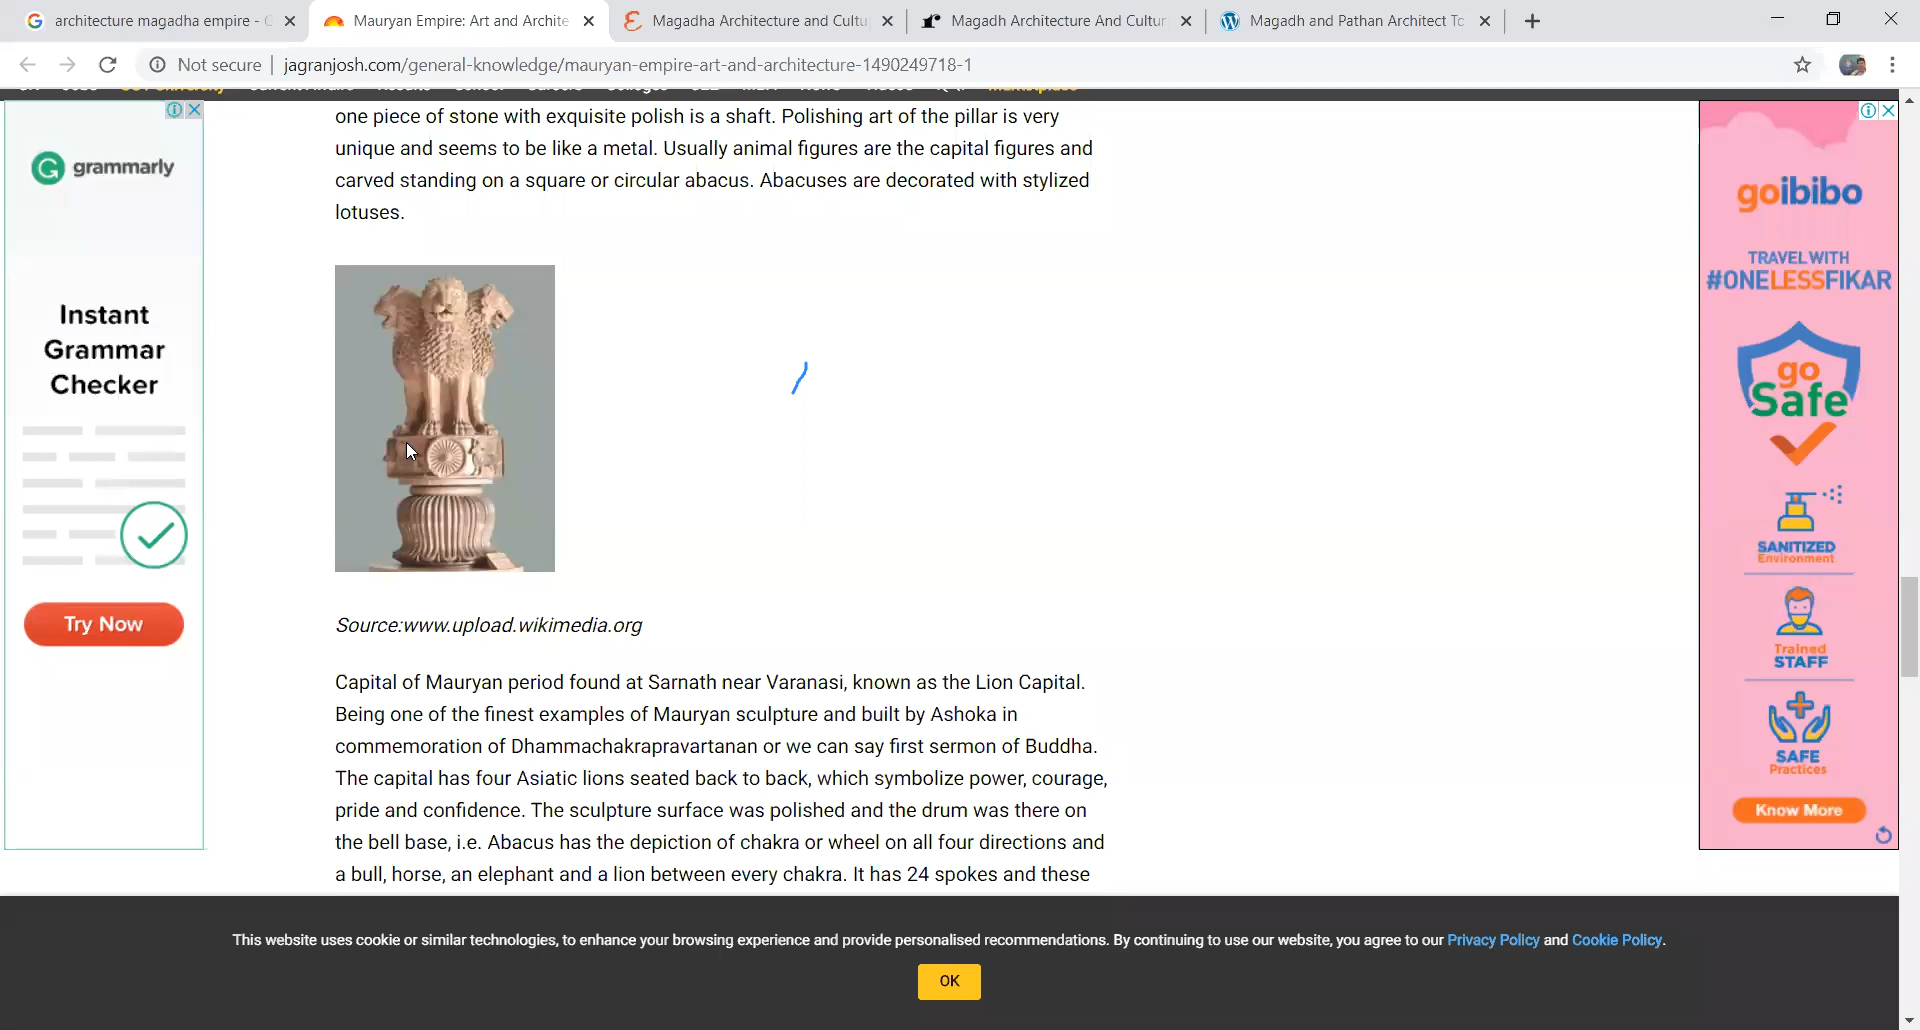 architecture magadha empire - G
Mauryan Empire: Art and Archite
Magadha Architecture and Cultu
Magadh Architecture And Cultur
Magadh and Pathan Architect To
Not secure | jagranjosh.com/general-knowledge/mauryan-empire-art-and-architecture-1490249718-1
one piece of stone with exquisite polish is a shaft. Polishing art of the pillar is very
unique and seems to be like a metal. Usually animal figures are the capital figures and
carved standing on a square or circular abacus. Abacuses are decorated with stylized
lotuses.
Source:www.upload.wikimedia.org
Capital of Mauryan period found at Sarnath near Varanasi, known as the Lion Capital.
Being one of the finest examples of Mauryan sculpture and built by Ashoka in
commemoration of Dhammachakrapravartanan or we can say first sermon of Buddha.
The capital has four Asiatic lions seated back to back, which symbolize power, courage,
pride and confidence. The sculpture surface was polished and the drum was there on
the bell base, i.e. Abacus has the depiction of chakra or wheel on all four directions and
a bull, horse, an elephant and a lion between every chakra. It has 24 spokes and these
grammarly
Instant
Grammar
Checker
Try Now
goibibo
TRAVEL WITH
#ONELESSFIKAR
go
Safe
SANITIZED
Environment
Trained
STAFF
SAFE
Practices
Know More
This website uses cookie or similar technologies, to enhance your browsing experience and provide personalised recommendations. By continuing to use our website, you agree to our Privacy Policy and Cookie Policy.
OK